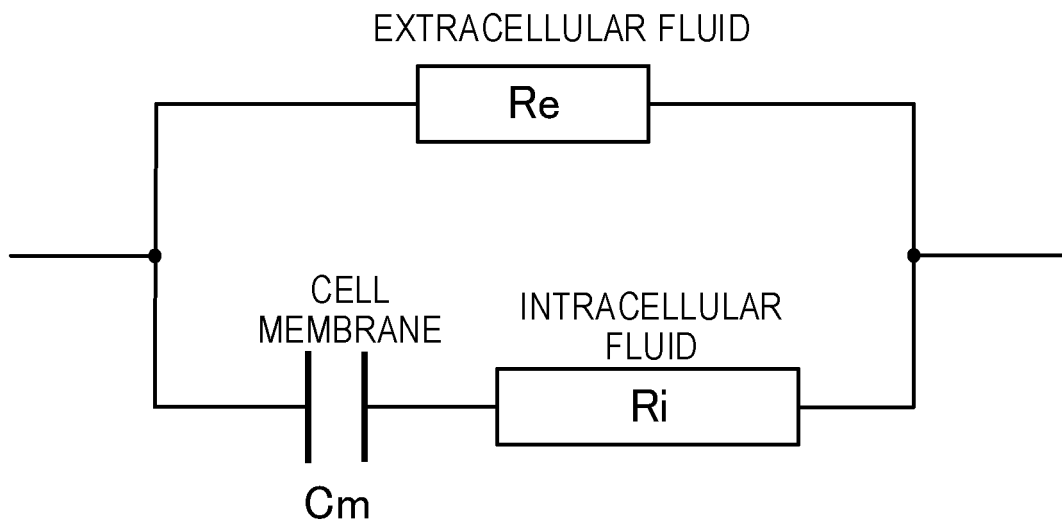 EXTRACELLULAR FLUID
Re
CELL
MEMBRANE
INTRACELLULAR
FLUID
Ri
Cm